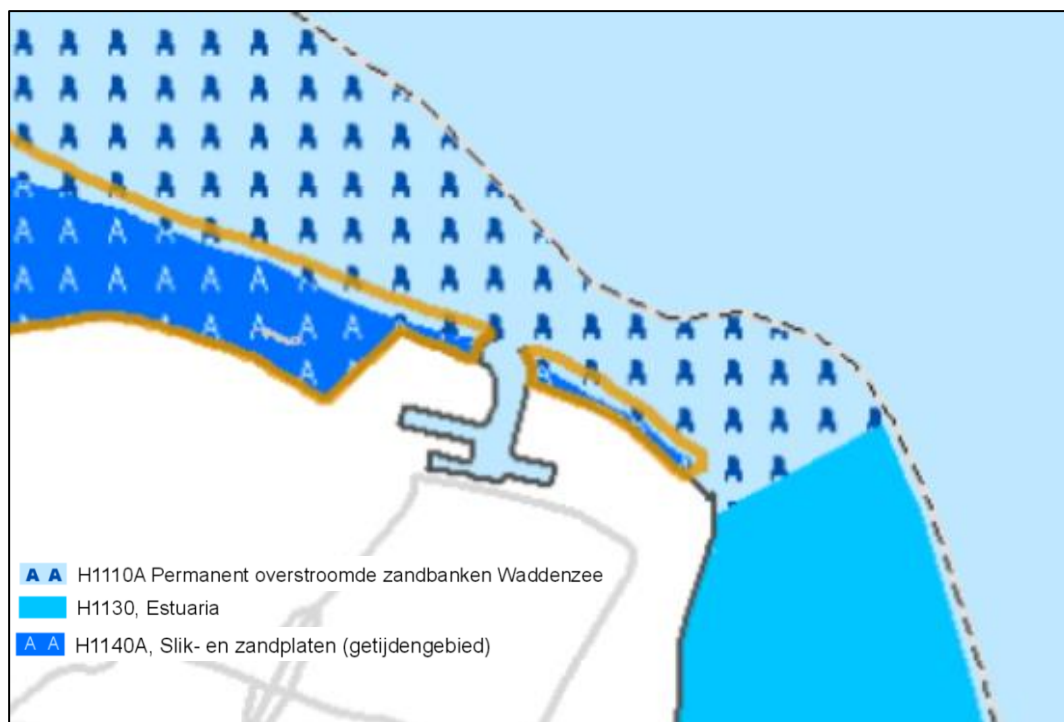 A A H1110A Permanent overstroomde zandbanken Waddenzee
H1130, Estuaria
A A H1140A, Slik- en zandplaten (getijdengebied)